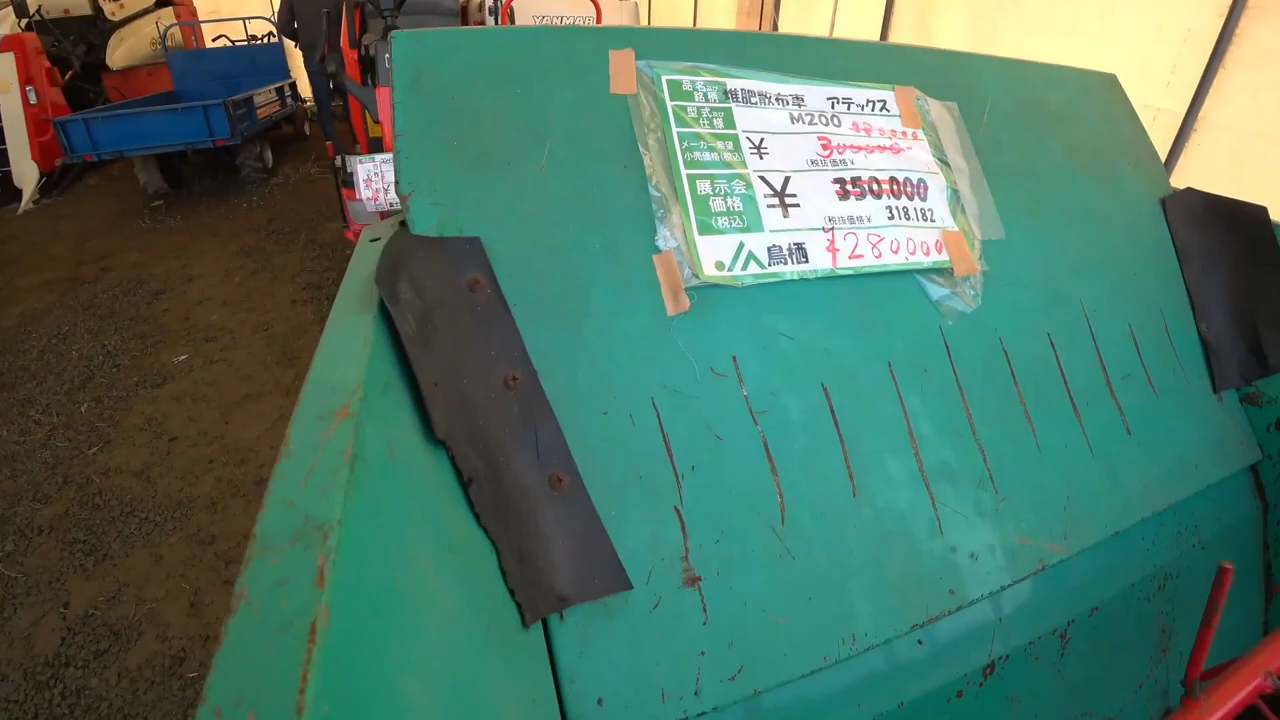 YANMAR
品名及び銘柄 堆肥散布車 アテックス
型式及び仕様 M200
メーカー希望小売価格(税込) ¥ 300,000-
(税抜価格¥
展示会価格(税込) ¥ 350,000
(税抜価格¥ 318,182)
鳥栖 ¥280,000